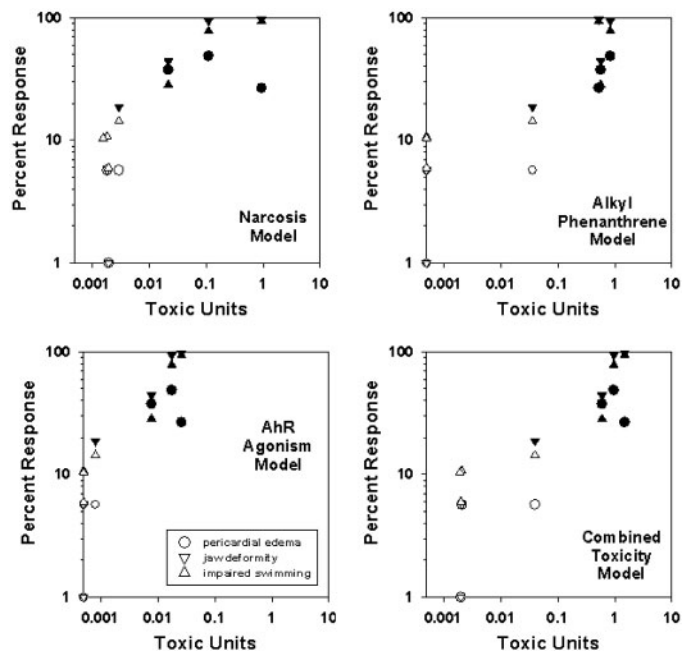 100
10
1
Percent Response
0.001 0.01 0.1 1 10
Toxic Units
Narcosis
Model
100
10
1
Percent Response
0.001 0.01 0.1 1 10
Toxic Units
Alkyl
Phenanthrene
Model
100
10
1
Percent Response
0.001 0.01 0.1 1 10
Toxic Units
AhR
Agonism
Model
pericardial edema
jaw deformity
impaired swimming
100
10
1
Percent Response
0.001 0.01 0.1 1 10
Toxic Units
Combined
Toxicity
Model